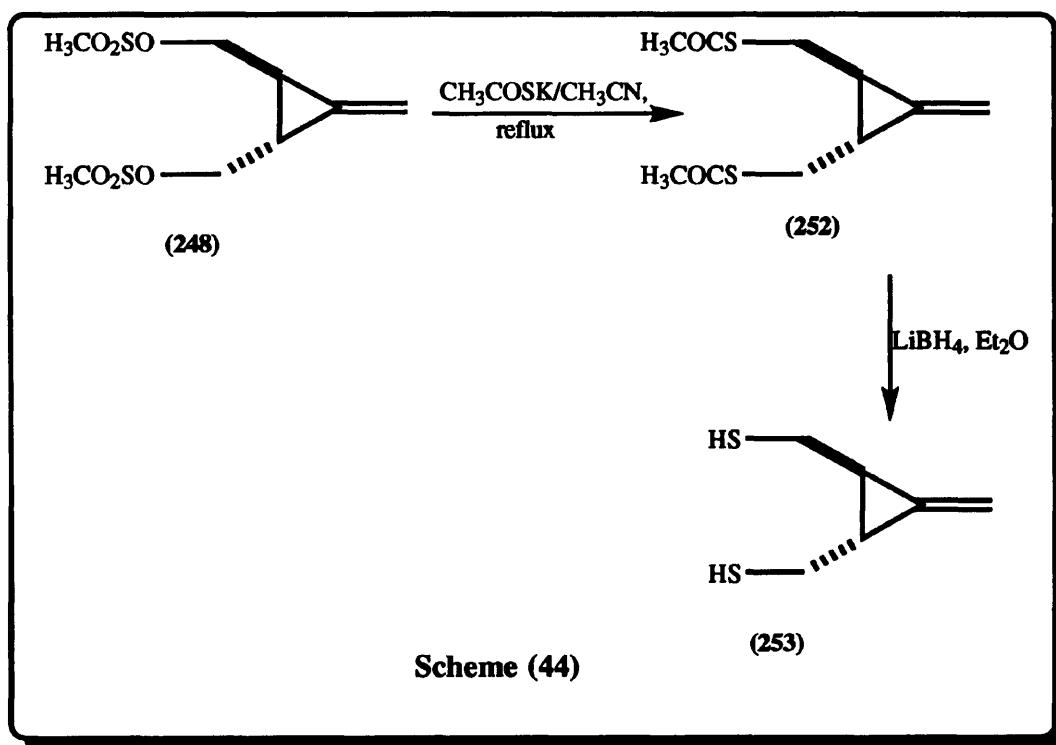 H₃CO₂SO
H₃CO₂SO
(248)
CH₃COSK/CH₃CN,
reflux
H₃COCS
H₃COCS
(252)
LiBH₄, Et₂O
HS
HS
(253)
Scheme (44)